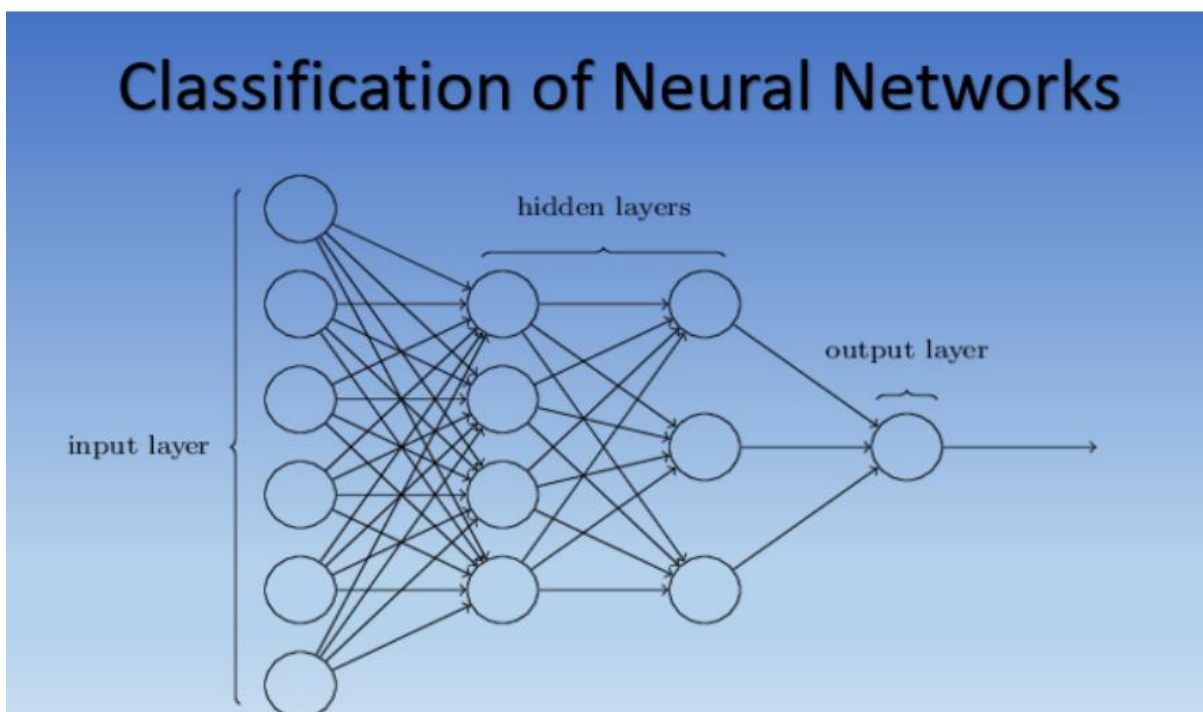 Classification of Neural Networks
hidden layers
output layer
input layer